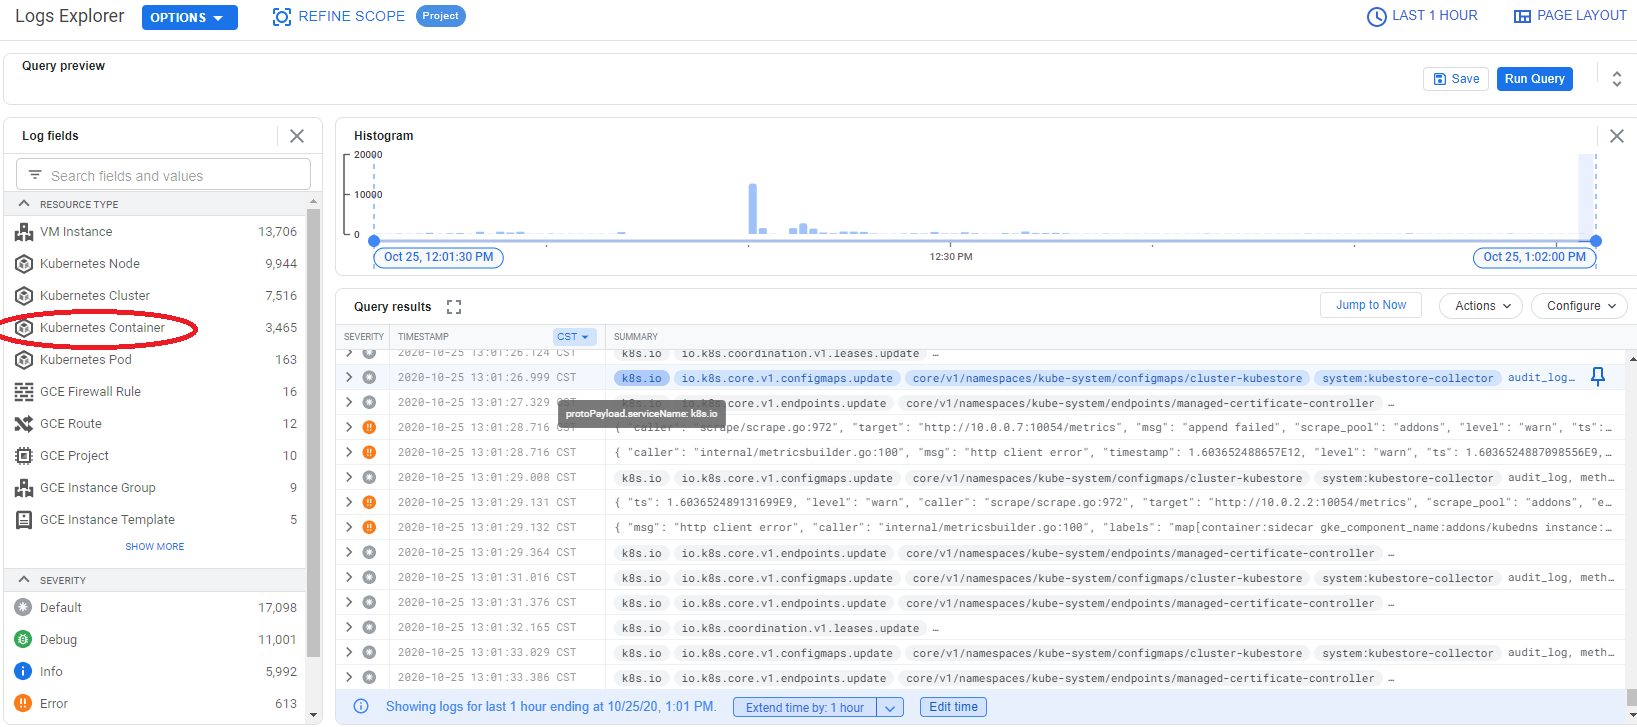 Logs Explorer OPTIONS REFINE SCOPE Project LAST 1 HOUR PAGE LAYOUT
Query preview
Save Run Query
Log fields
Search fields and values
RESOURCE TYPE
VM Instance 13,706
Kubernetes Node 9,944
Kubernetes Cluster 7,516
Kubernetes Container 3,465
Kubernetes Pod 163
GCE Firewall Rule 16
GCE Route 12
GCE Project 10
GCE Instance Group 9
GCE Instance Template 5
SHOW MORE
SEVERITY
Default 17,098
Debug 11,001
Info 5,992
Error 613
Histogram
20000
10000
0
Oct 25, 12:01:30 PM 12:30 PM Oct 25, 1:02:00 PM
Query results Jump to Now Actions Configure
SEVERITY TIMESTAMP CST SUMMARY
2020-10-25 13:01:26.124 CST k8s.io io.k8s.coordination.v1.leases.update …
2020-10-25 13:01:26.999 CST k8s.io io.k8s.core.v1.configmaps.update core/v1/namespaces/kube-system/configmaps/cluster-kubestore system:kubestore-collector audit_log…
2020-10-25 13:01:27.329 CST k8s.io io.k8s.core.v1.endpoints.update core/v1/namespaces/kube-system/endpoints/managed-certificate-controller …
protoPayload.serviceName: k8s.io
2020-10-25 13:01:28.716 CST { "caller": "scrape/scrape.go:972", "target": "http://10.0.0.7:10054/metrics", "msg": "append failed", "scrape_pool": "addons", "level": "warn", "ts":…
2020-10-25 13:01:28.716 CST { "caller": "internal/metricsbuilder.go:100", "msg": "http client error", "timestamp": 1.603652488657E12, "level": "warn", "ts": 1.6036524887098556E9,…
2020-10-25 13:01:29.008 CST k8s.io io.k8s.core.v1.configmaps.update core/v1/namespaces/kube-system/configmaps/cluster-kubestore system:kubestore-collector audit_log, meth…
2020-10-25 13:01:29.131 CST { "ts": 1.603652489131699E9, "level": "warn", "caller": "scrape/scrape.go:972", "target": "http://10.0.2.2:10054/metrics", "scrape_pool": "addons", "e…
2020-10-25 13:01:29.132 CST { "msg": "http client error", "caller": "internal/metricsbuilder.go:100", "labels": "map[container:sidecar gke_component_name:addons/kubedns instance:…
2020-10-25 13:01:29.364 CST k8s.io io.k8s.core.v1.endpoints.update core/v1/namespaces/kube-system/endpoints/managed-certificate-controller …
2020-10-25 13:01:31.016 CST k8s.io io.k8s.core.v1.configmaps.update core/v1/namespaces/kube-system/configmaps/cluster-kubestore system:kubestore-collector audit_log, meth…
2020-10-25 13:01:31.376 CST k8s.io io.k8s.core.v1.endpoints.update core/v1/namespaces/kube-system/endpoints/managed-certificate-controller …
2020-10-25 13:01:32.165 CST k8s.io io.k8s.coordination.v1.leases.update …
2020-10-25 13:01:33.029 CST k8s.io io.k8s.core.v1.configmaps.update core/v1/namespaces/kube-system/configmaps/cluster-kubestore system:kubestore-collector audit_log, meth…
2020-10-25 13:01:33.386 CST k8s.io io.k8s.core.v1.endpoints.update core/v1/namespaces/kube-system/endpoints/managed-certificate-controller …
Showing logs for last 1 hour ending at 10/25/20, 1:01 PM. Extend time by: 1 hour Edit time